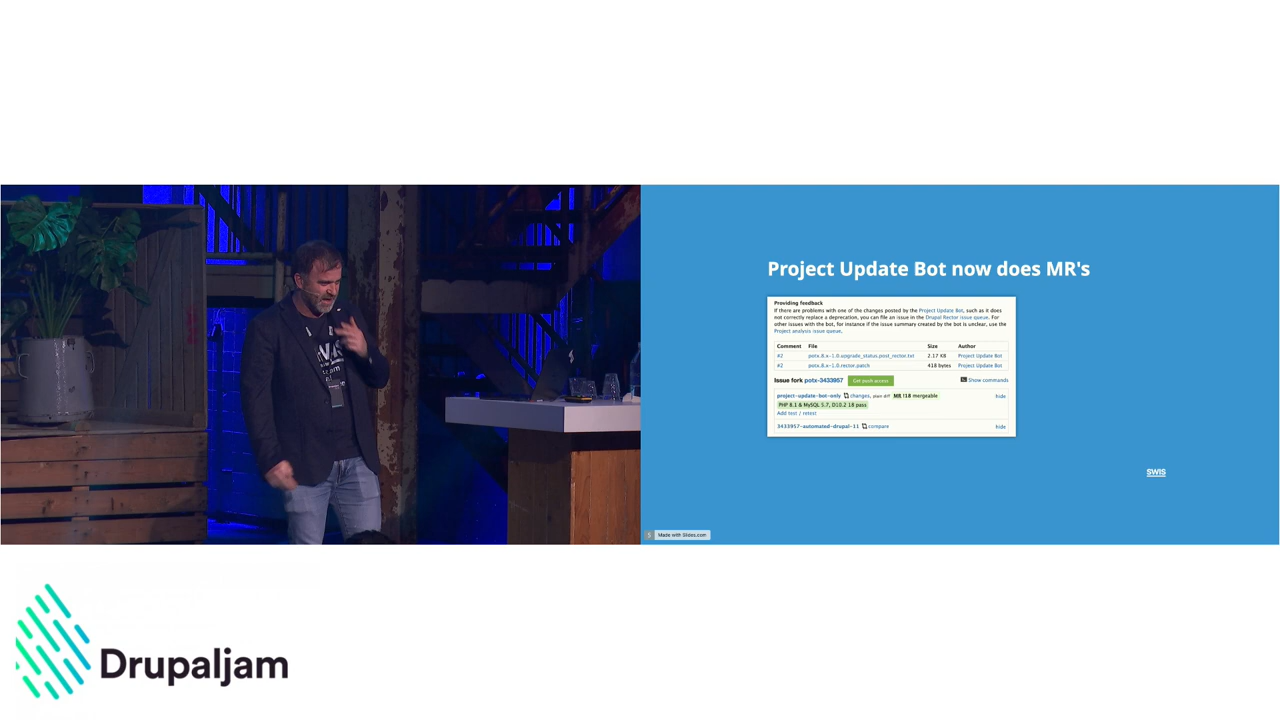 Project Update Bot now does MR's
Providing feedback
If there are problems with one of the changes posted by the Project Update Bot, such as it does
not correctly replace a deprecation, you can file an issue in the Drupal Rector issue queue. For
other issues with the bot, for instance if the issue summary created by the bot is unclear, use the
Project analysis issue queue.
Comment File Size Author
#2 potx.8.x-1.0.upgrade_status.post_rector.txt 2.17 KB Project Update Bot
#2 potx.8.x-1.0.rector.patch 418 bytes Project Update Bot
Issue fork potx-3433957 Get push access Show commands
project-update-bot-only changes, plain diff MR !18 mergeable hide
PHP 8.1 & MySQL 5.7, D10.2 18 pass
Add test / retest
3433957-automated-drupal-11 compare hide
SWIS
Made with Slides.com
Drupaljam